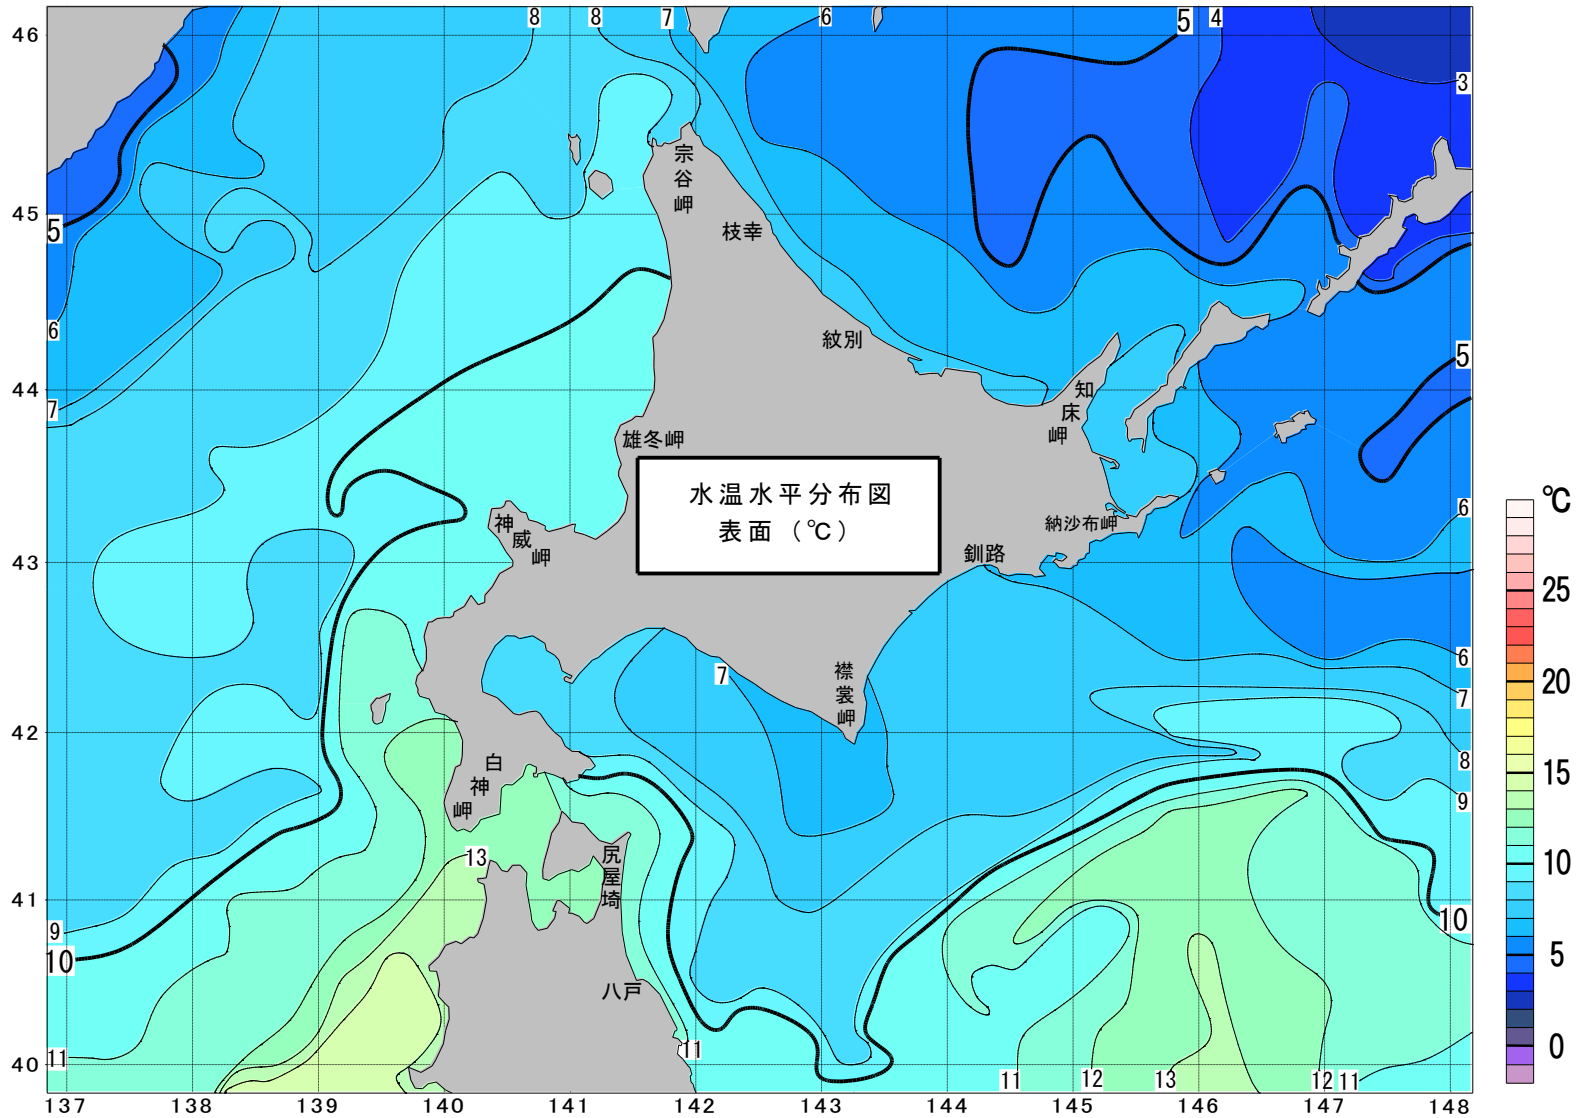 8 8 7 6 5 4
46
3
宗谷岬
45
枝幸
5
6
紋別
5
44
7
知床岬
雄冬岬
水温水平分布図
表面（℃）
℃
神威岬
納沙布岬
6
釧路
43
25
襟裳岬
7
6
20
7
42
白神岬
8
15
9
13
尻屋埼
10
41
9
10
10
八戸
5
11
11
40
0
11 12 13 12 11
137 138 139 140 141 142 143 144 145 146 147 148